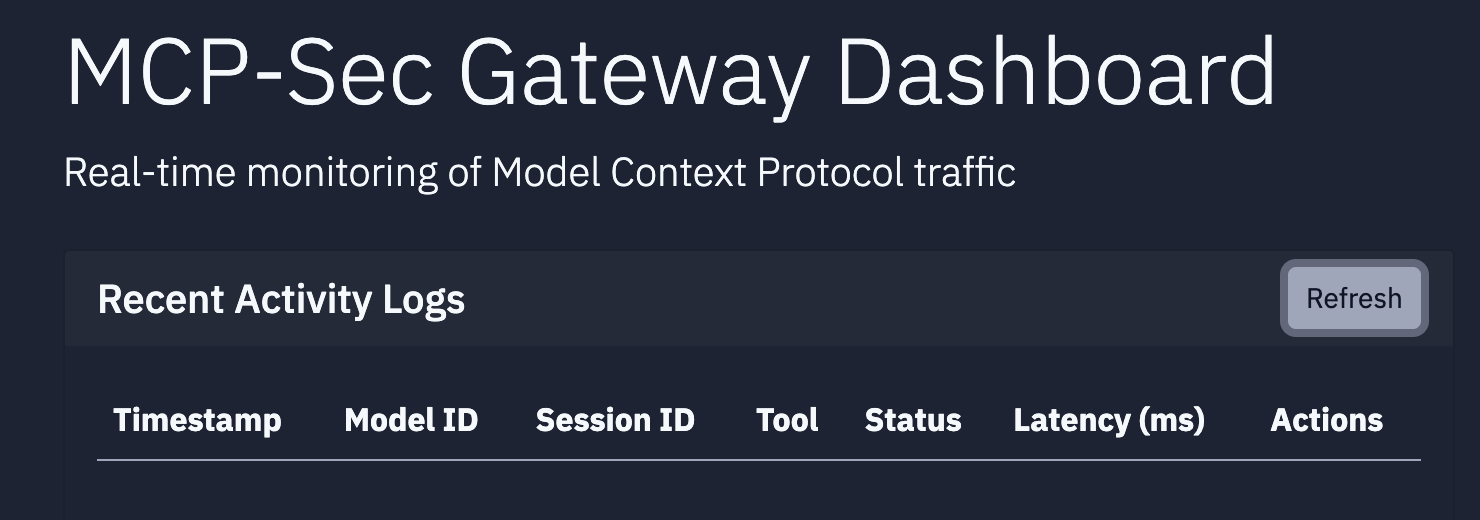 MCP-Sec Gateway Dashboard
Real-time monitoring of Model Context Protocol traffic
Recent Activity Logs Refresh
Timestamp Model ID Session ID Tool Status Latency (ms) Actions